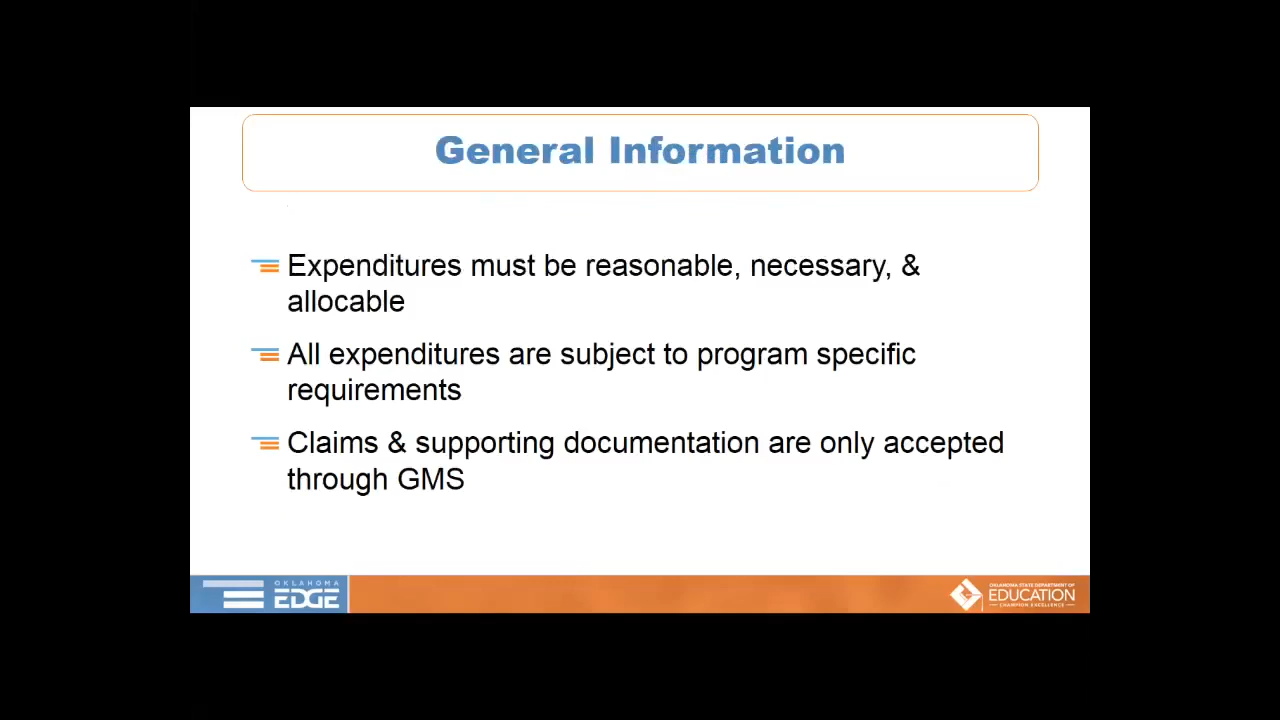 General Information
Expenditures must be reasonable, necessary, &
allocable
All expenditures are subject to program specific
requirements
Claims & supporting documentation are only accepted
through GMS
OKLAHOMA
EDGE
OKLAHOMA STATE DEPARTMENT OF
EDUCATION
CHAMPION EXCELLENCE